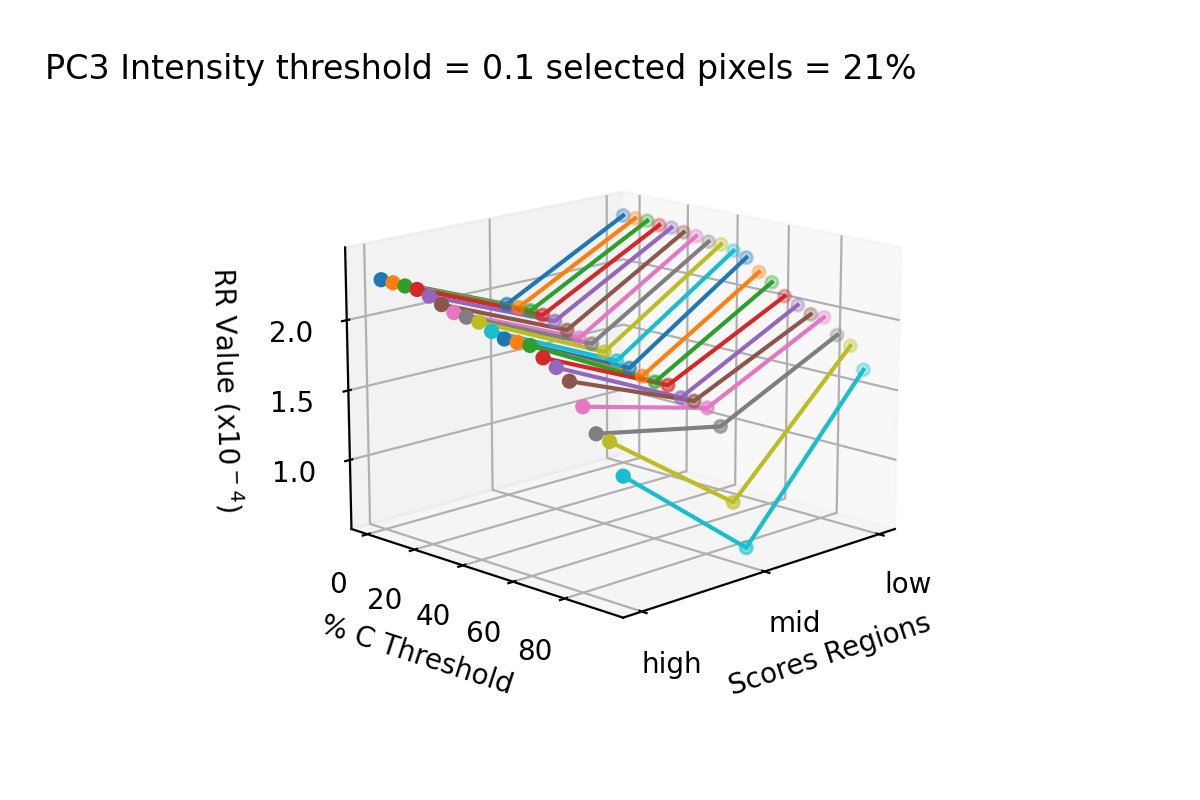 PC3 Intensity threshold = 0.1 selected pixels = 21%
RR Value (x10⁻⁴)
2.0
1.5
1.0
0
20
40
60
80
% C Threshold
high
mid
low
Scores Regions